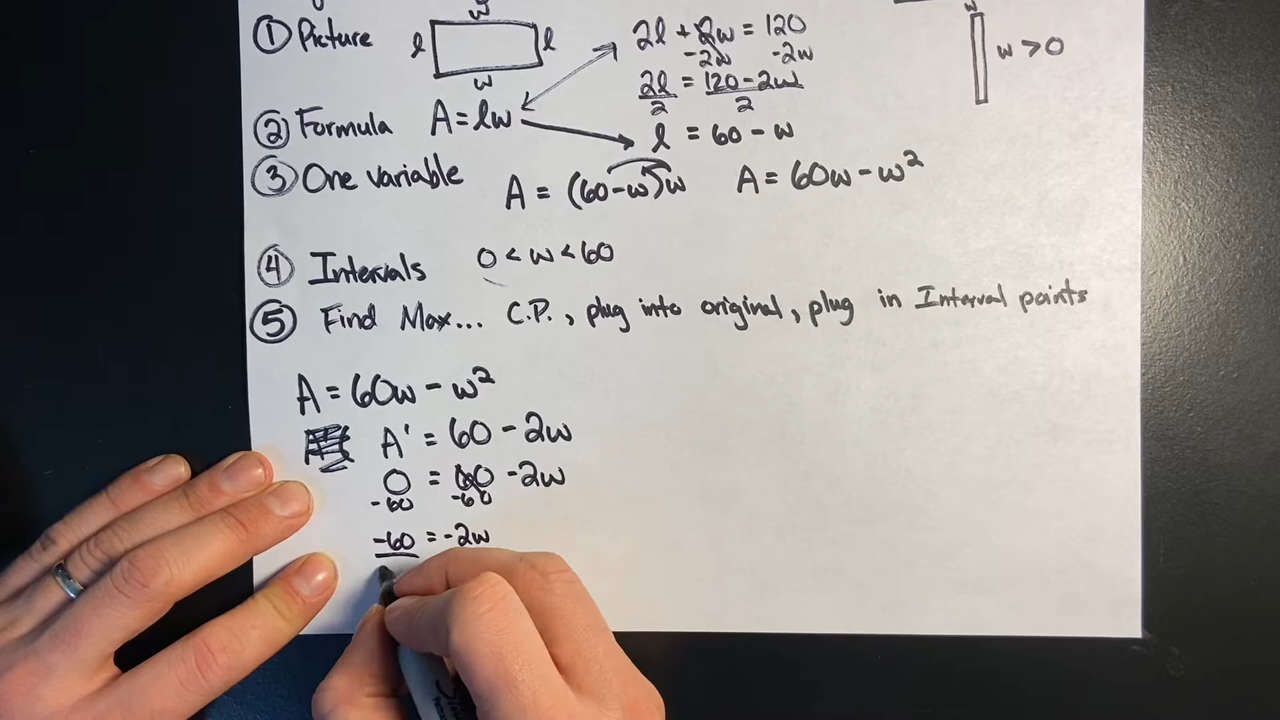 w
① Picture
l
l
w
2l + 2w = 120
-2w -2w
2l = 120 - 2w
2 2
l = 60 - w
w
w > 0
② Formula A = lw
③ One variable A = (60-w)w A = 60w - w²
④ Intervals 0 < w < 60
⑤ Find Max... C.P., plug into original, plug in Interval points
A = 60w - w²
A' = 60 - 2w
0 = 60 - 2w
-60 -60
-60 = -2w